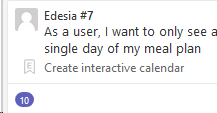 Edesia #7
As a user, I want to only see a
single day of my meal plan
E Create interactive calendar
10